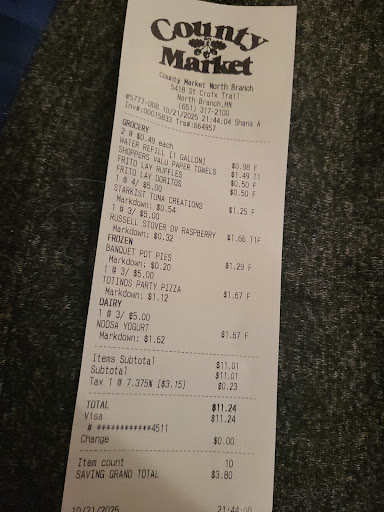 County
Market
County Market North Branch
5418 St Croix Trail
North Branch,MN
(651) 317-2100
#5777-008 10/21/2025 21:44:04 Shana A
Inv#:00015833 Trs#:664957
GROCERY
2 @ $0.49 each
WATER REFILL [1 GALLON] $0.98 F
SHOPPERS VALU PAPER TOWELS $1.49 T1
FRITO LAY RUFFLES $0.50 F
FRITO LAY DORITOS $0.50 F
1 @ 4/ $5.00
STARKIST TUNA CREATIONS $1.25 F
Markdown: $0.54
1 @ 3/ $5.00
RUSSELL STOVER DV RASPBERRY $1.66 T1F
Markdown: $0.32
FROZEN
BANQUET POT PIES $1.29 F
Markdown: $0.20
1 @ 3/ $5.00
TOTINOS PARTY PIZZA $1.67 F
Markdown: $1.12
DAIRY
1 @ 3/ $5.00
NOOSA YOGURT $1.67 F
Markdown: $1.62
Items Subtotal $11.01
Subtotal $11.01
Tax 1 @ 7.375% [$3.15] $0.23
TOTAL $11.24
Visa $11.24
# ************4511
Change $0.00
Item count 10
SAVING GRAND TOTAL $3.80
10/21/2025 21:44:00